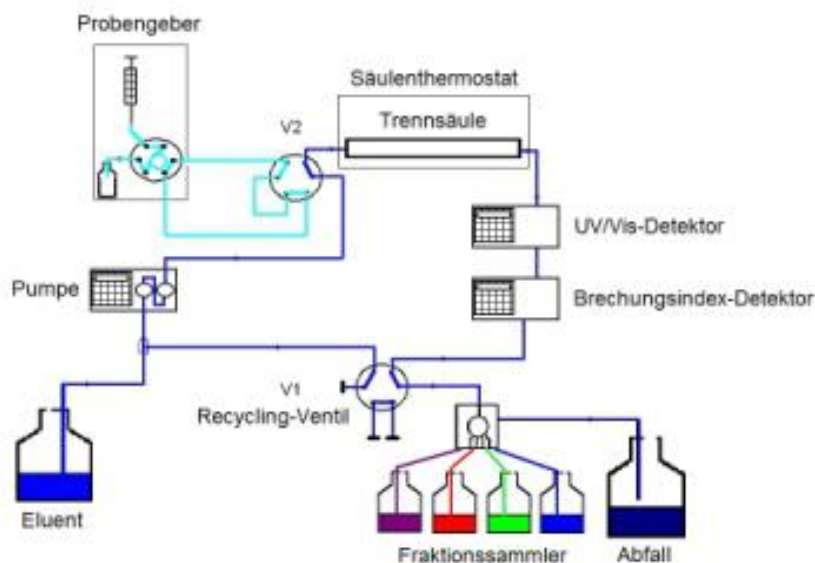 Probengeber
Säulenthermostat
Trennsäule
V2
UV/Vis-Detektor
Pumpe
Brechungsindex-Detektor
V1
Recycling-Ventil
Eluent
Fraktionssammler
Abfall